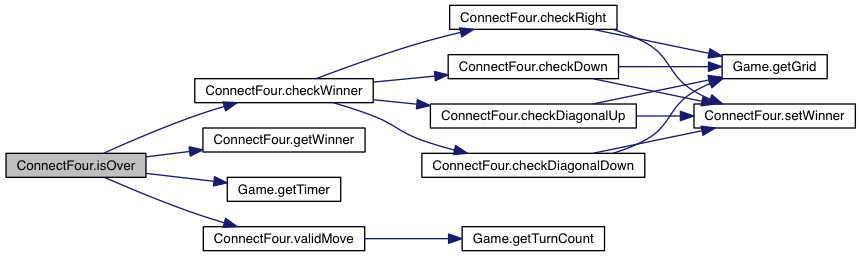 ConnectFour.isOver
ConnectFour.checkWinner
ConnectFour.getWinner
Game.getTimer
ConnectFour.validMove
ConnectFour.checkRight
ConnectFour.checkDown
ConnectFour.checkDiagonalUp
ConnectFour.checkDiagonalDown
Game.getTurnCount
Game.getGrid
ConnectFour.setWinner